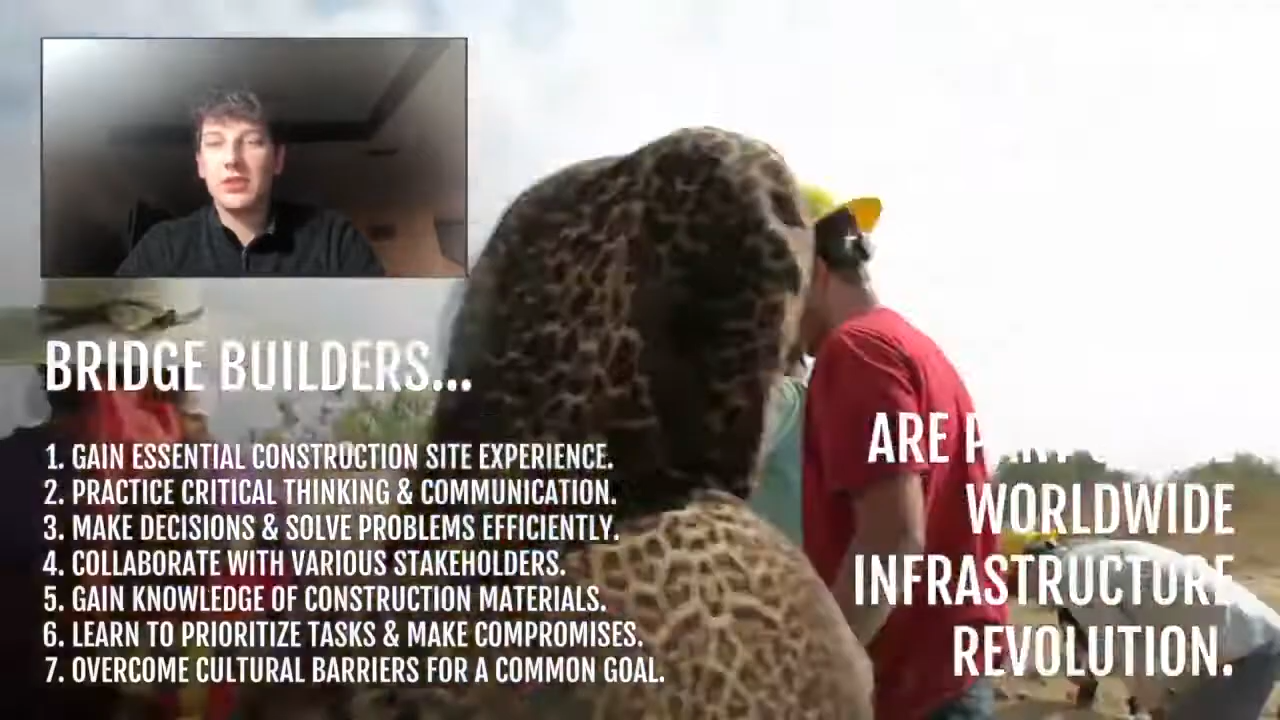 BRIDGE BUILDERS...
1. GAIN ESSENTIAL CONSTRUCTION SITE EXPERIENCE.
2. PRACTICE CRITICAL THINKING & COMMUNICATION.
3. MAKE DECISIONS & SOLVE PROBLEMS EFFICIENTLY.
4. COLLABORATE WITH VARIOUS STAKEHOLDERS.
5. GAIN KNOWLEDGE OF CONSTRUCTION MATERIALS.
6. LEARN TO PRIORITIZE TASKS & MAKE COMPROMISES.
7. OVERCOME CULTURAL BARRIERS FOR A COMMON GOAL.
ARE
WORLDWIDE
INFRASTRUCTURE
REVOLUTION.